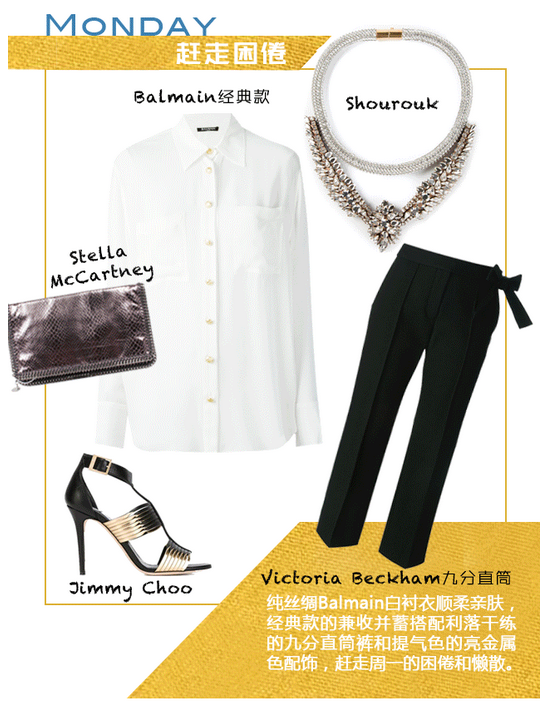 MONDAY
赶走困倦
Balmain经典款
Shourouk
Stella
McCartney
Jimmy Choo
Victoria Beckham九分直筒
纯丝绸Balmain白衬衣顺柔亲肤，
经典款的兼收并蓄搭配利落干练
的九分直筒裤和提气色的亮金属
色配饰，赶走周一的困倦和懒散。